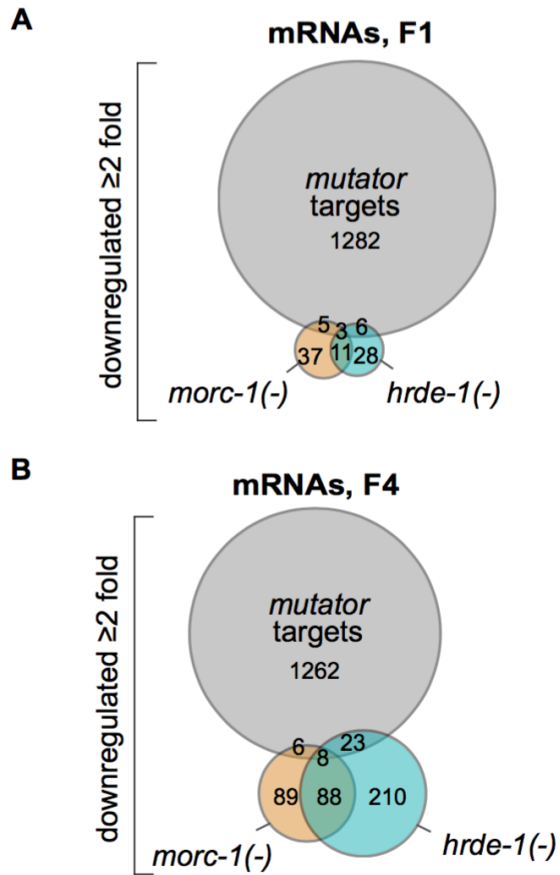 A
mRNAs, F1
downregulated ≥2 fold
mutator
targets
1282
5 3 6
37 11 28
morc-1(-)
hrde-1(-)
B
mRNAs, F4
downregulated ≥2 fold
mutator
targets
1262
6 8 23
89 88 210
morc-1(-)
hrde-1(-)